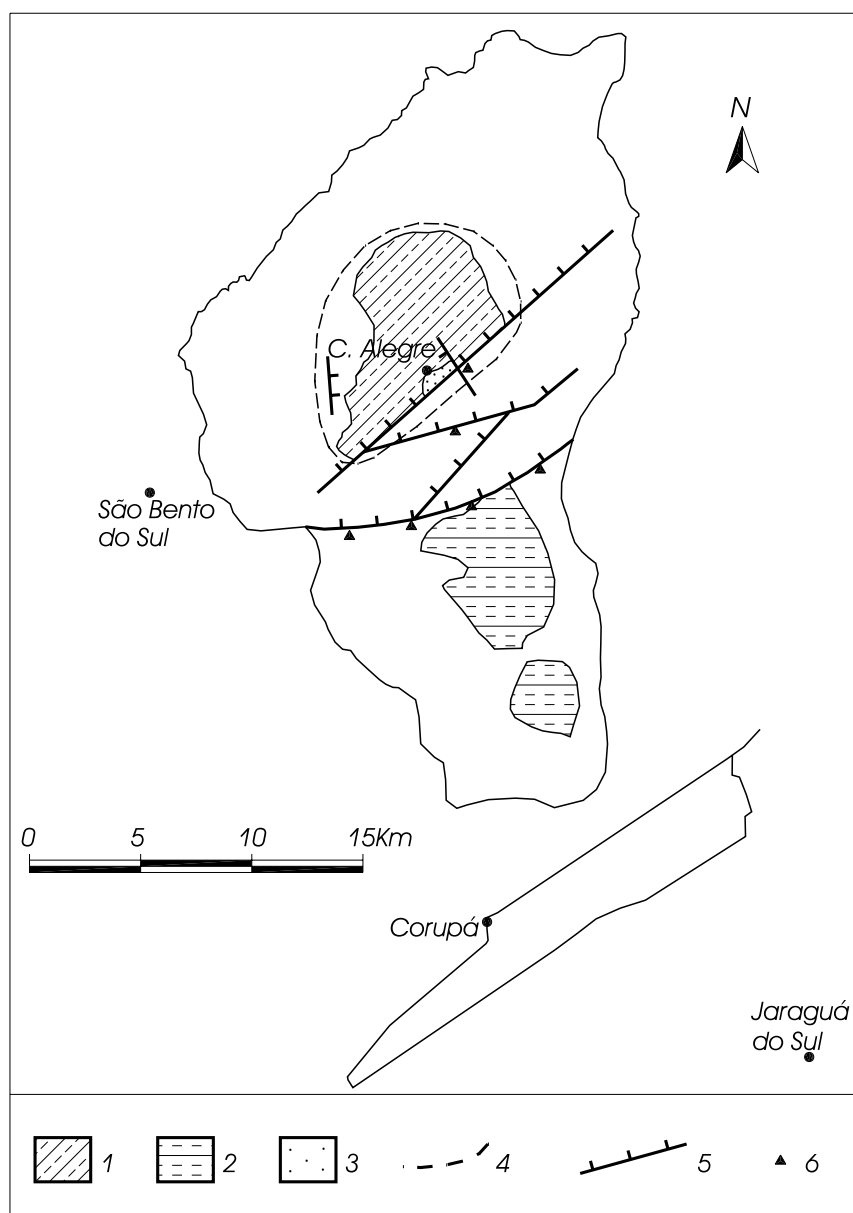 N
C. Alegre
São Bento
do Sul
0 5 10 15Km
Corupá
Jaraguá
do Sul
1 2 3 4 5 6